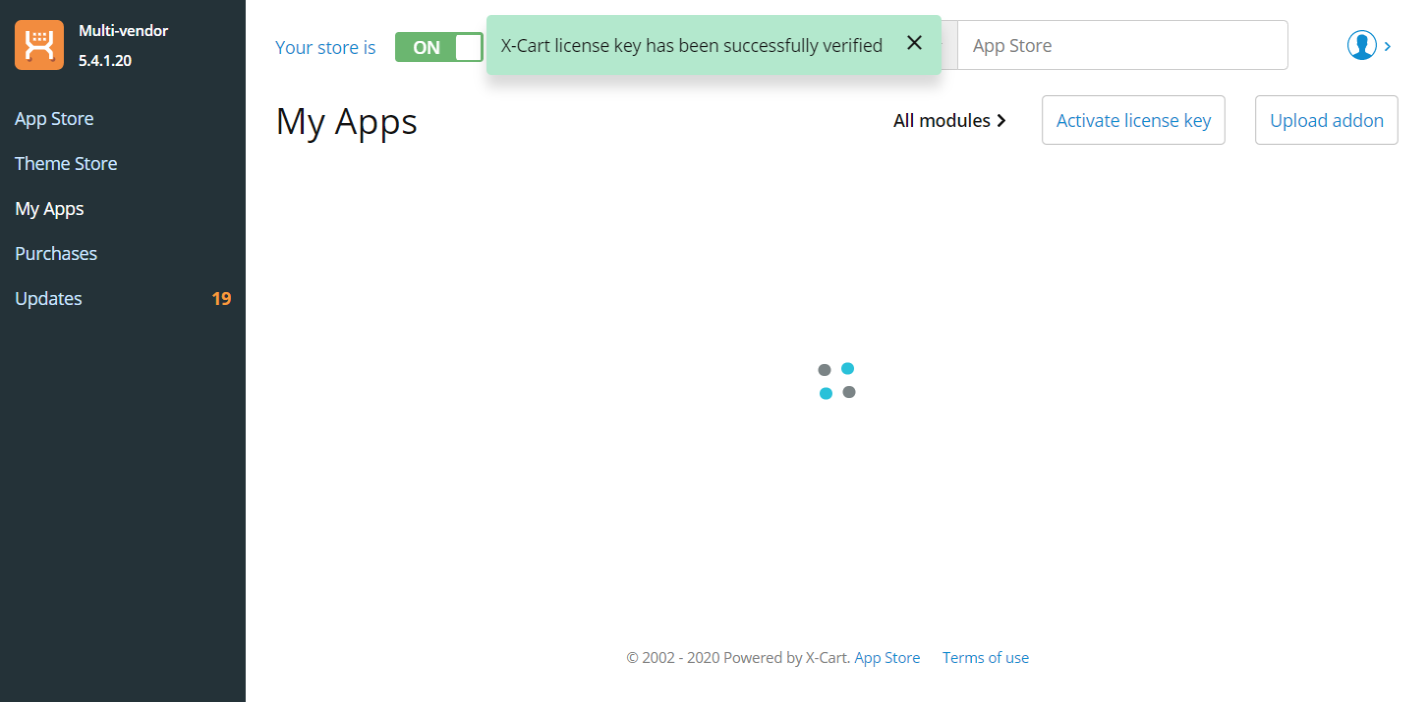 Multi-vendor
5.4.1.20
App Store
Theme Store
My Apps
Purchases
Updates 19
Your store is ON
X-Cart license key has been successfully verified
App Store
My Apps
All modules
Activate license key
Upload addon
© 2002 - 2020 Powered by X-Cart. App Store Terms of use